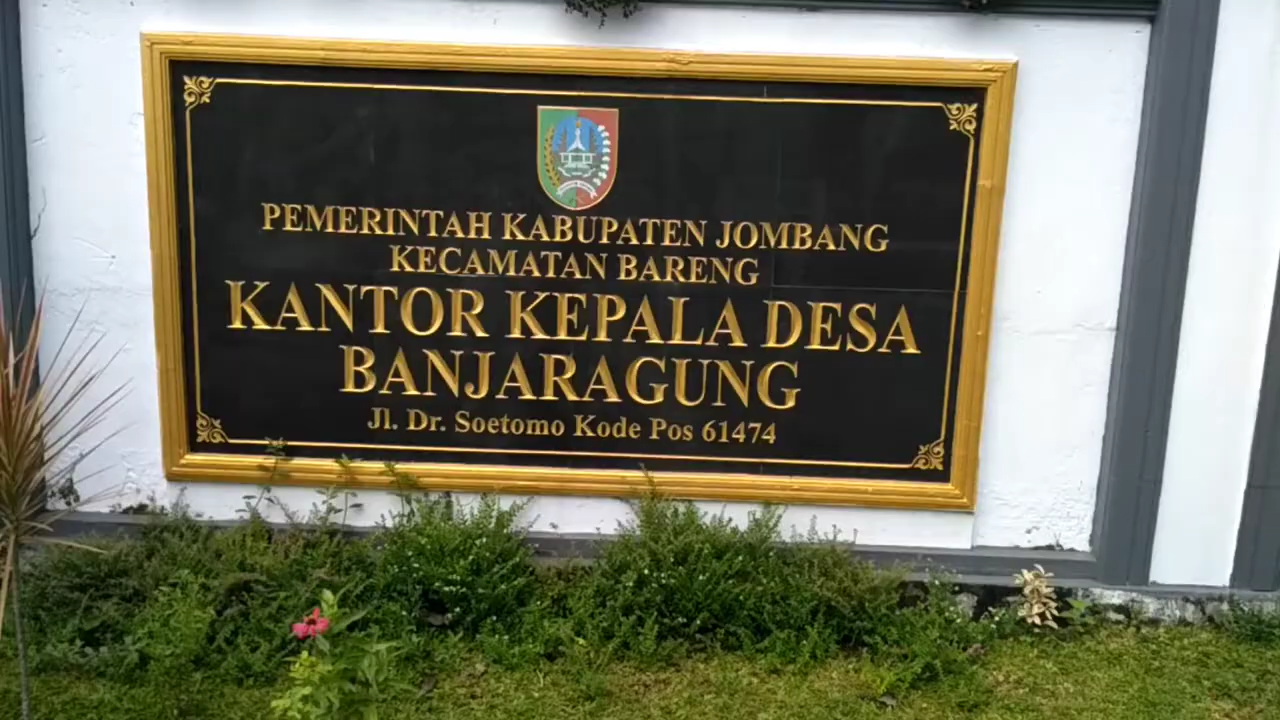 PEMERINTAH KABUPATEN JOMBANG
KECAMATAN BARENG
KANTOR KEPALA DESA
BANJARAGUNG
Jl. Dr. Soetomo Kode Pos 61474